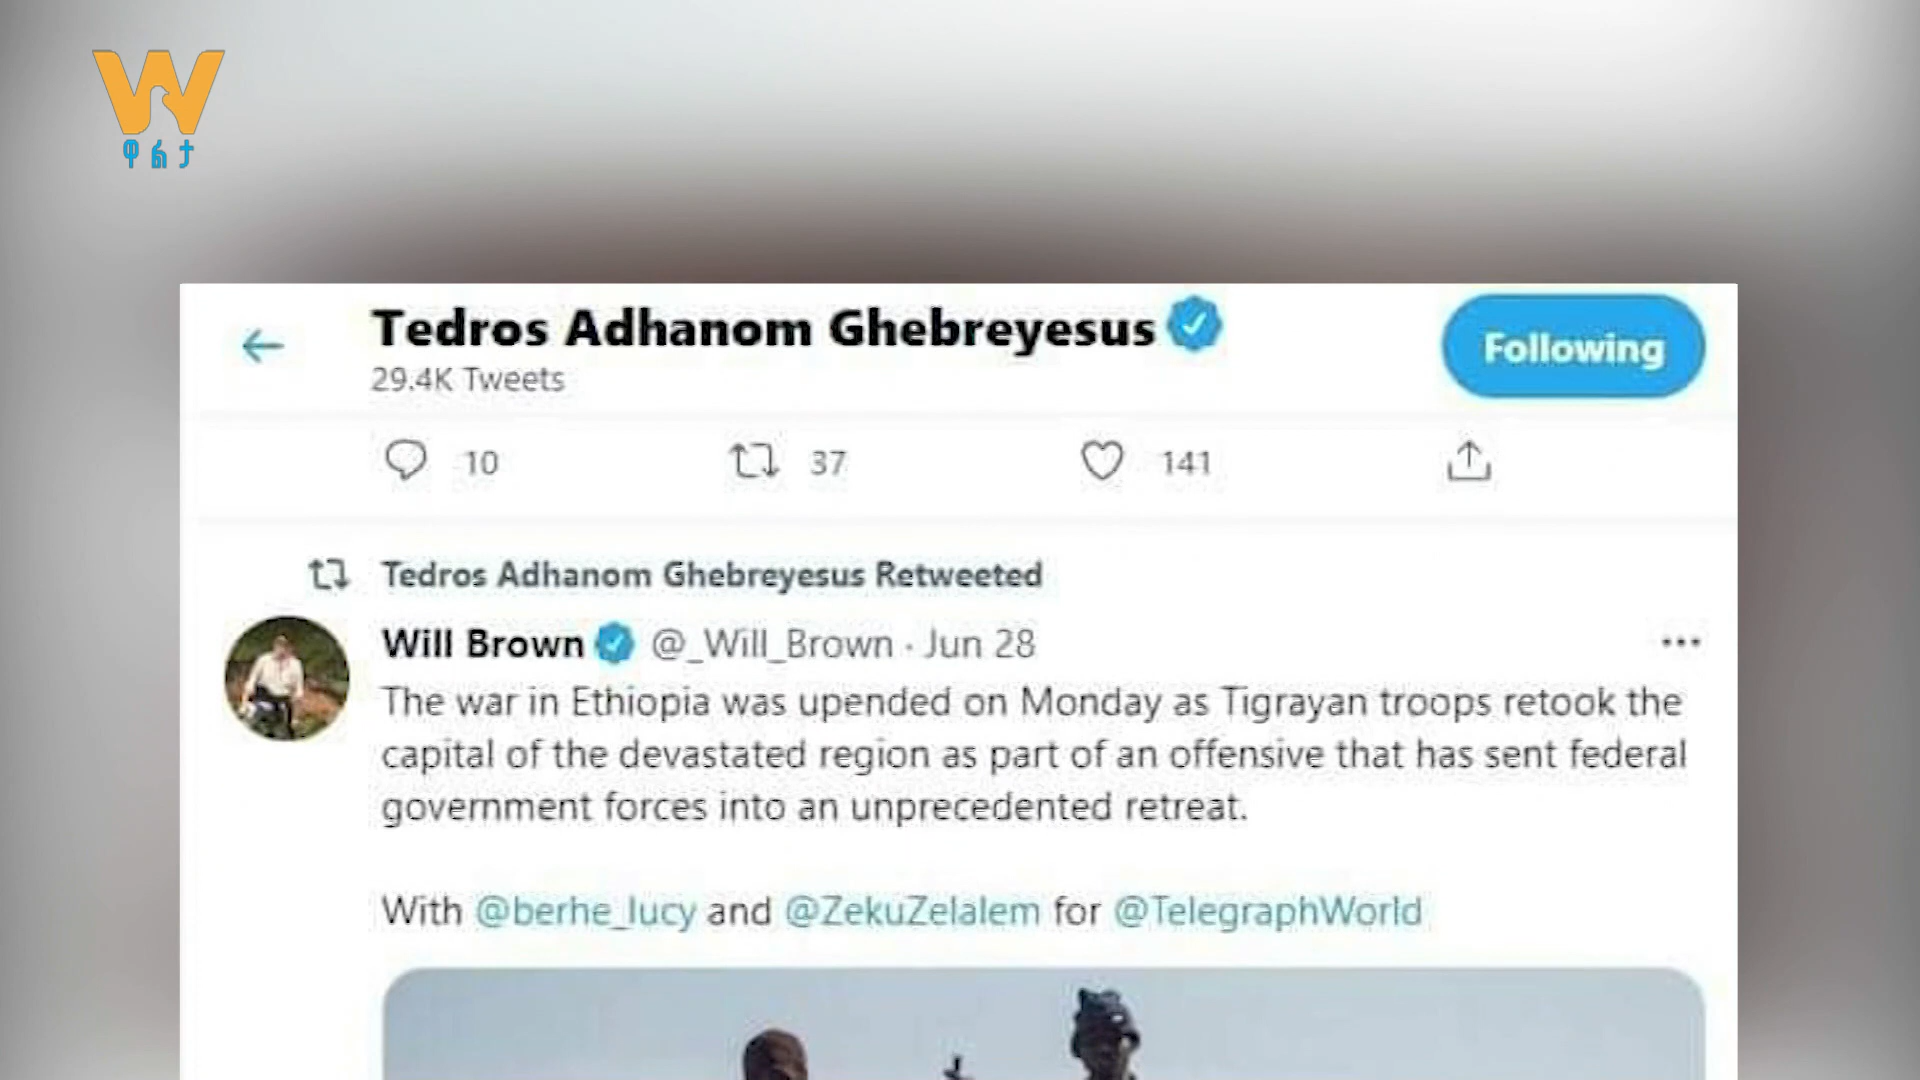 W
ዋልታ
Tedros Adhanom Ghebreyesus
Following
29.4K Tweets
10 37 141
Tedros Adhanom Ghebreyesus Retweeted
Will Brown @_Will_Brown · Jun 28
The war in Ethiopia was upended on Monday as Tigrayan troops retook the
capital of the devastated region as part of an offensive that has sent federal
government forces into an unprecedented retreat.
With @berhe_lucy and @ZekuZelalem for @TelegraphWorld